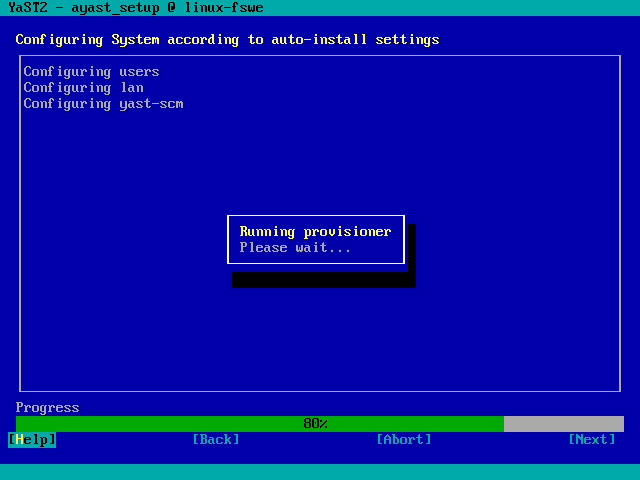 YaST2 - ayast_setup @ linux-fswe
Configuring System according to auto-install settings
Configuring users
Configuring lan
Configuring yast-scm
Running provisioner
Please wait...
Progress
80%
[Help] [Back] [Abort] [Next]